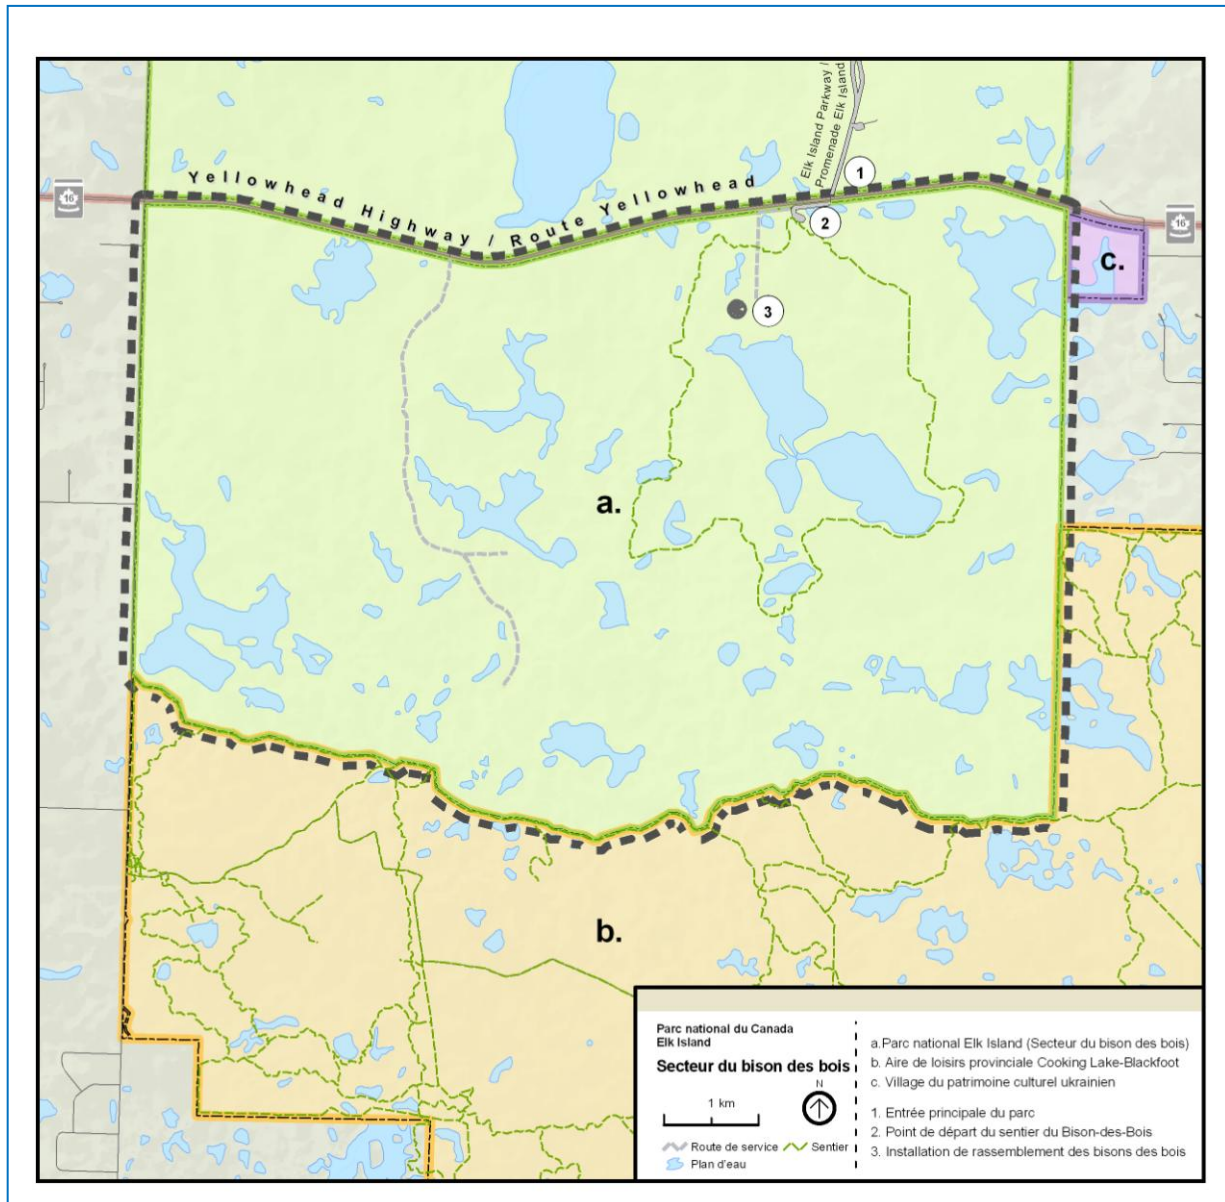 Elk Island Parkway /
Promenade Elk Island
Yellowhead Highway / Route Yellowhead
16
16
1
2
3
c.
a.
b.
Parc national du Canada
Elk Island
Secteur du bison des bois
N
1 km
Route de service
Sentier
Plan d'eau
a. Parc national Elk Island (Secteur du bison des bois)
b. Aire de loisirs provinciale Cooking Lake-Blackfoot
c. Village du patrimoine culturel ukrainien
1. Entrée principale du parc
2. Point de départ du sentier du Bison-des-Bois
3. Installation de rassemblement des bisons des bois